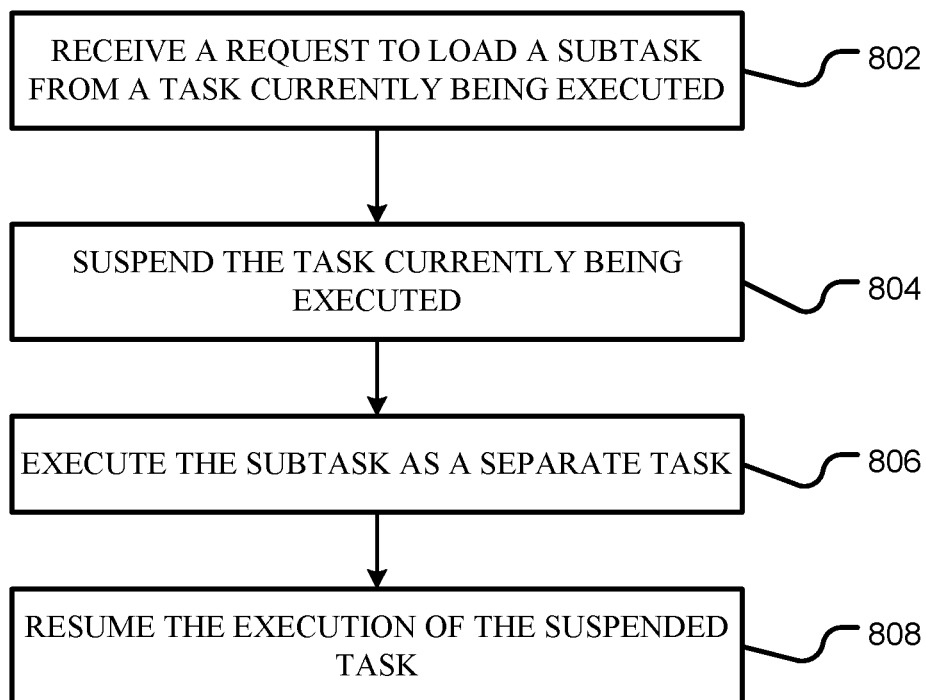 RECEIVE A REQUEST TO LOAD A SUBTASK
FROM A TASK CURRENTLY BEING EXECUTED
802
SUSPEND THE TASK CURRENTLY BEING
EXECUTED
804
EXECUTE THE SUBTASK AS A SEPARATE TASK
806
RESUME THE EXECUTION OF THE SUSPENDED
TASK
808